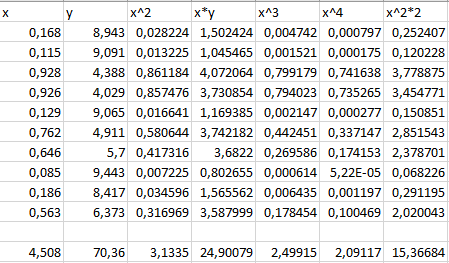 x y x^2 x*y x^3 x^4 x^2*2
0,168 8,943 0,028224 1,502424 0,004742 0,000797 0,252407
0,115 9,091 0,013225 1,045465 0,001521 0,000175 0,120228
0,928 4,388 0,861184 4,072064 0,799179 0,741638 3,778875
0,926 4,029 0,857476 3,730854 0,794023 0,735265 3,454771
0,129 9,065 0,016641 1,169385 0,002147 0,000277 0,150851
0,762 4,911 0,580644 3,742182 0,442451 0,337147 2,851543
0,646 5,7 0,417316 3,6822 0,269586 0,174153 2,378701
0,085 9,443 0,007225 0,802655 0,000614 5,22E-05 0,068226
0,186 8,417 0,034596 1,565562 0,006435 0,001197 0,291195
0,563 6,373 0,316969 3,587999 0,178454 0,100469 2,020043
4,508 70,36 3,1335 24,90079 2,49915 2,09117 15,36684